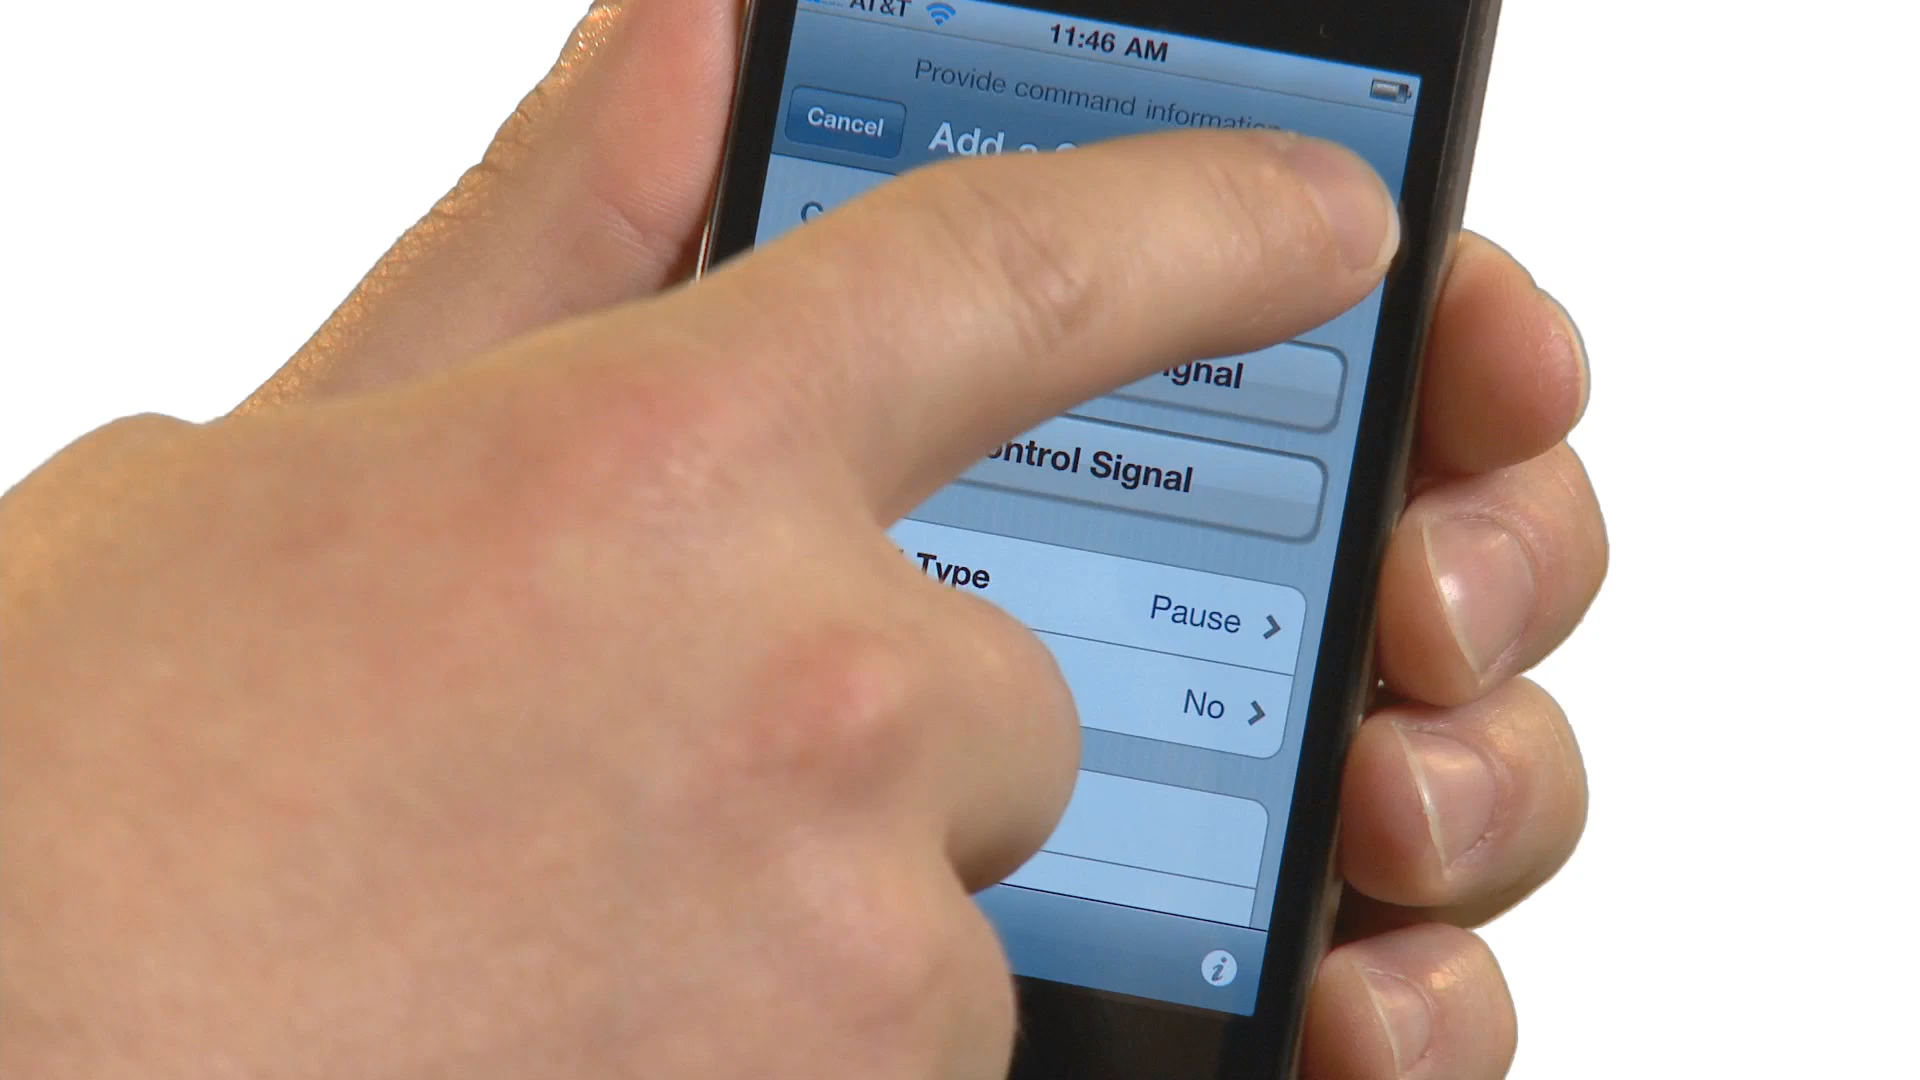 AT&T
11:46 AM
Provide command information
Cancel
Add a
ignal
ontrol Signal
Type
Pause
No
i